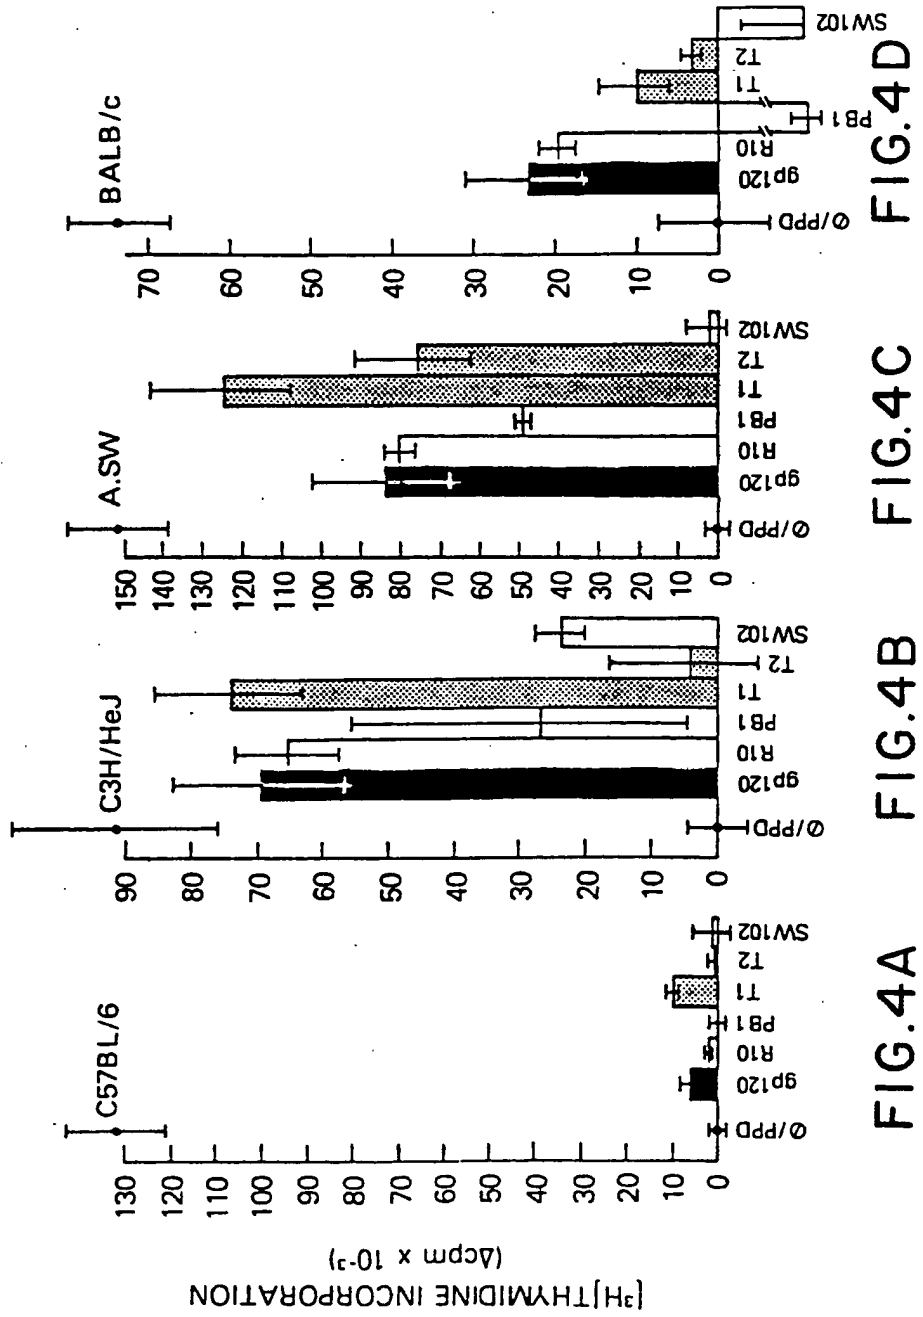 [³H]THYMIDINE INCORPORATION
(Δcpm x 10⁻³)
C57BL/6
130
120
110
100
90
80
70
60
50
40
30
20
10
0
Ø/PPD
gp120
R10
PB1
T1
T2
SW102
FIG.4A
C3H/HeJ
90
80
70
60
50
40
30
20
10
0
Ø/PPD
gp120
R10
PB1
T1
T2
SW102
FIG.4B
A.SW
150
140
130
120
110
100
90
80
70
60
50
40
30
20
10
0
Ø/PPD
gp120
R10
PB1
T1
T2
SW102
FIG.4C
BALB/c
70
60
50
40
30
20
10
0
Ø/PPD
gp120
R10
PB1
T1
T2
SW102
FIG.4D